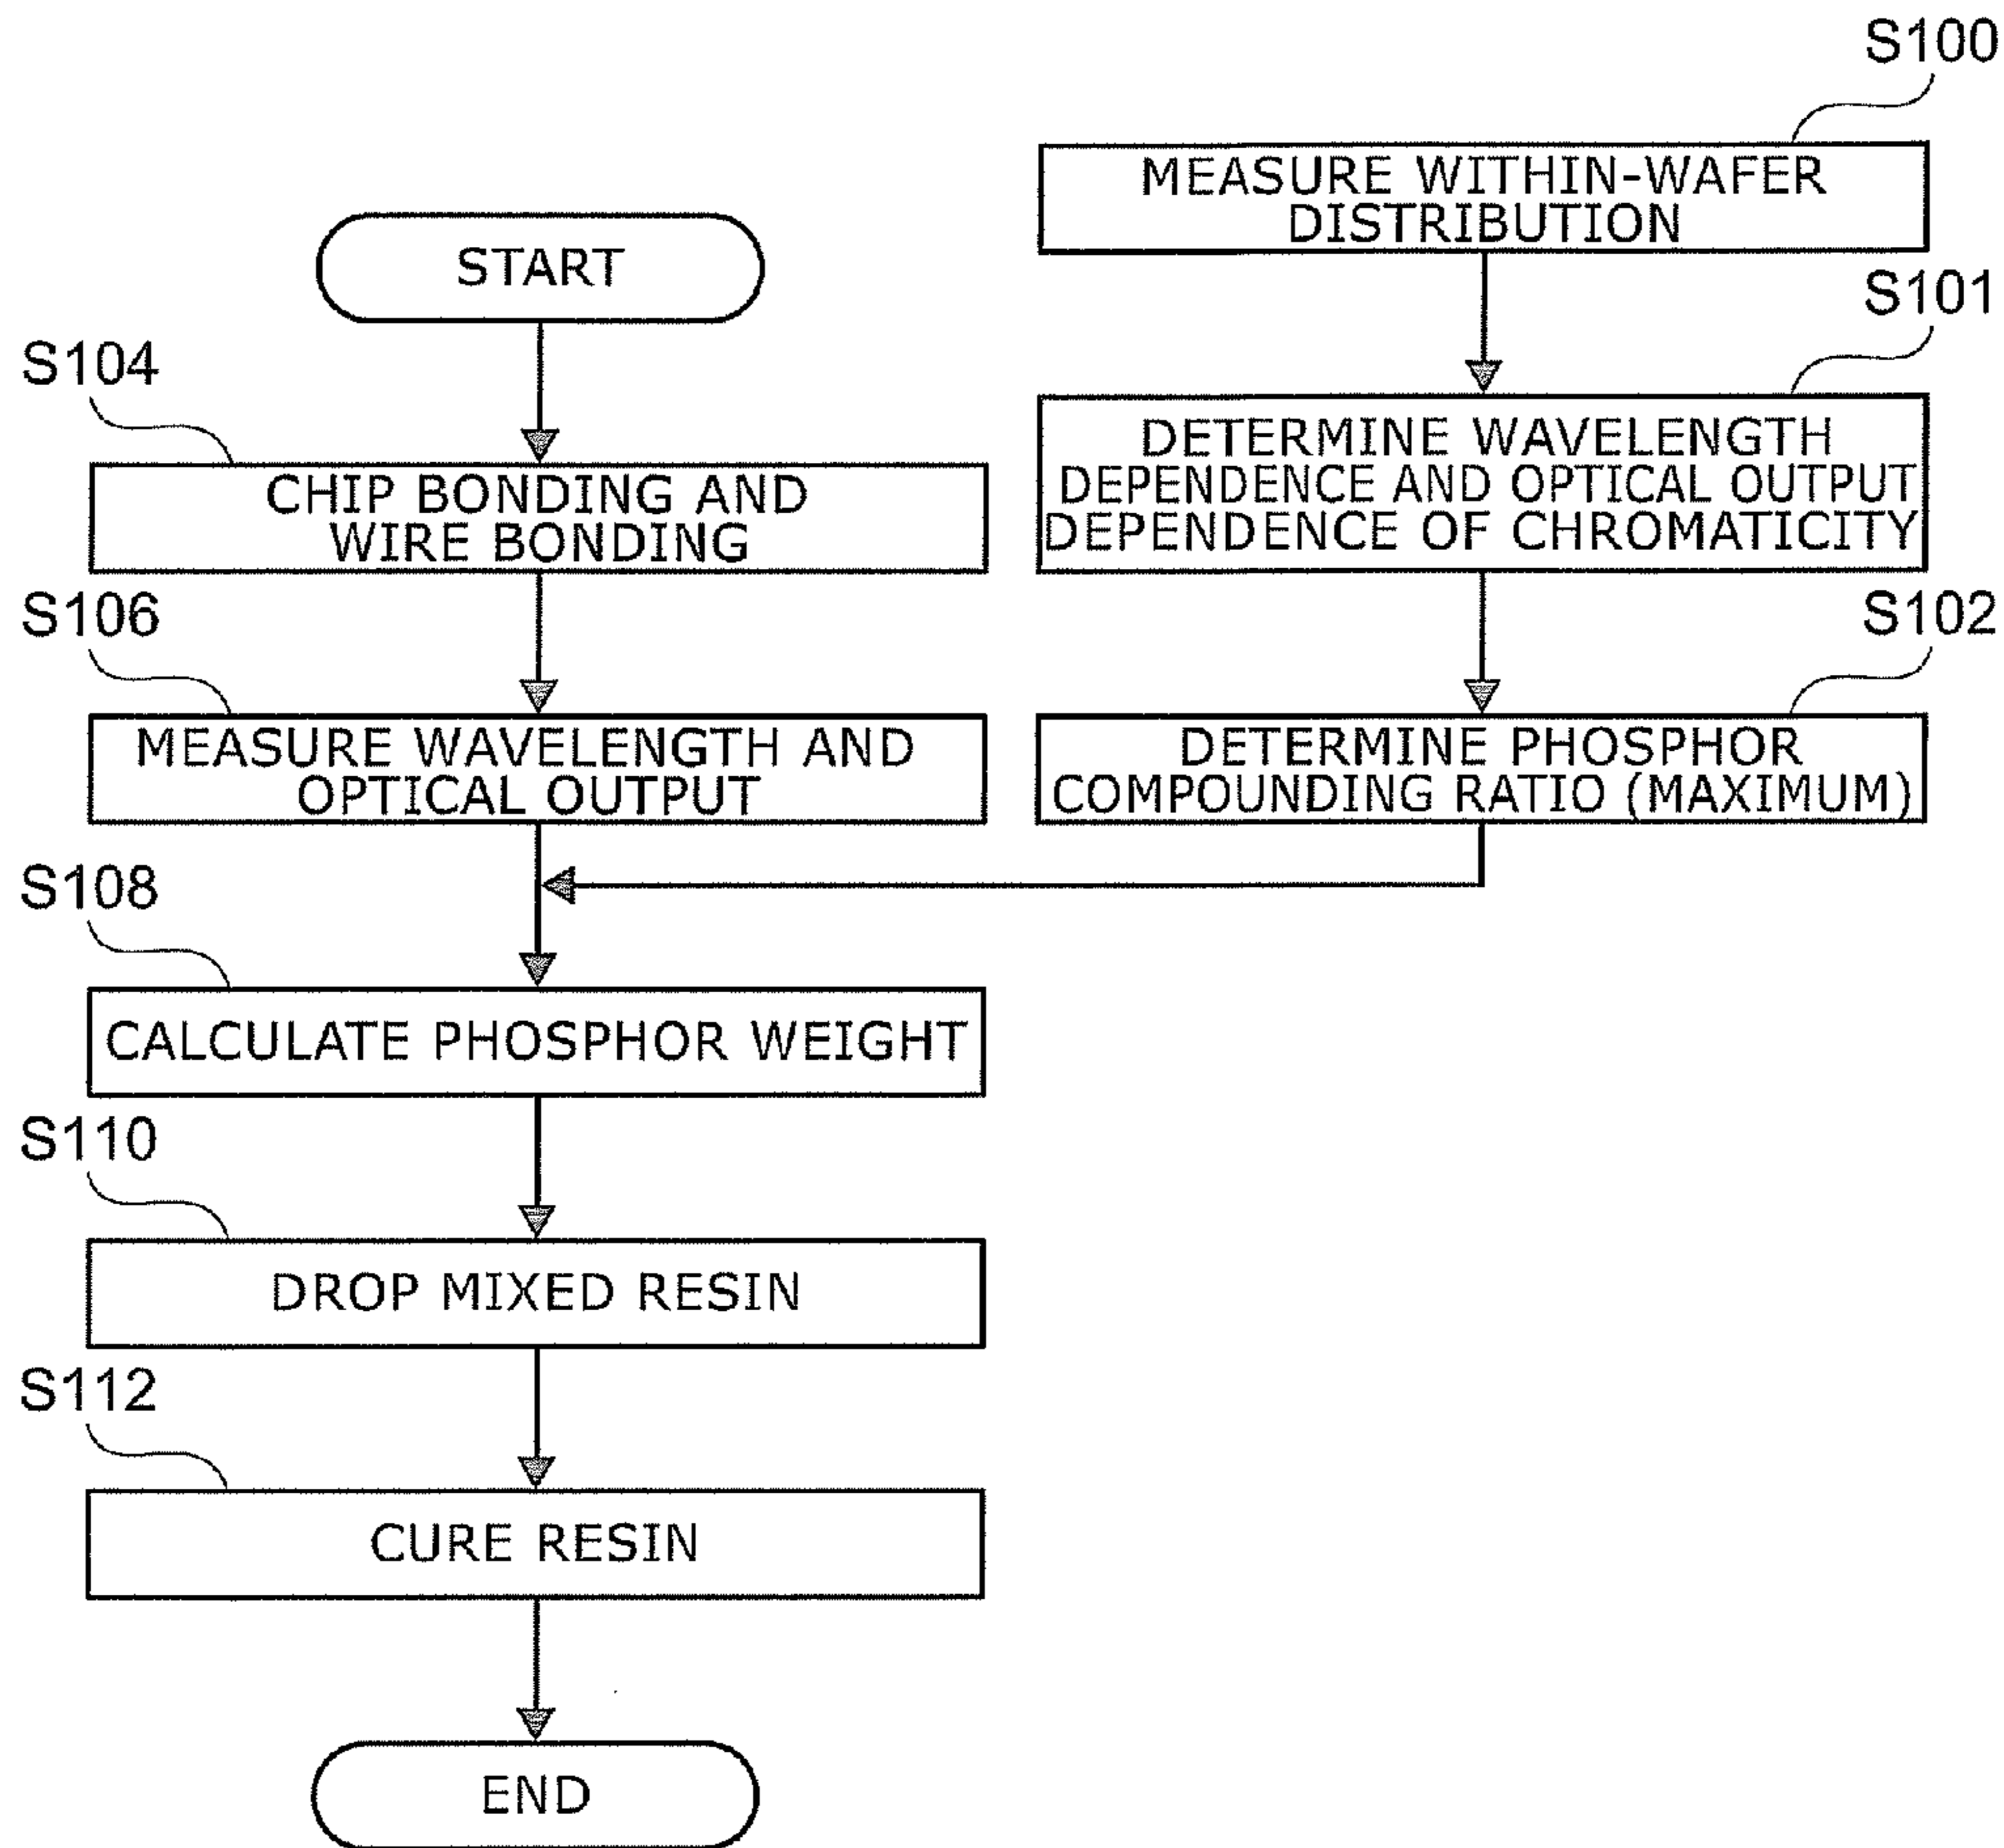 S100
MEASURE WITHIN-WAFER
DISTRIBUTION
START
S101
S104
DETERMINE WAVELENGTH
DEPENDENCE AND OPTICAL OUTPUT
DEPENDENCE OF CHROMATICITY
CHIP BONDING AND
WIRE BONDING
S106
S102
MEASURE WAVELENGTH AND
OPTICAL OUTPUT
DETERMINE PHOSPHOR
COMPOUNDING RATIO (MAXIMUM)
S108
CALCULATE PHOSPHOR WEIGHT
S110
DROP MIXED RESIN
S112
CURE RESIN
END